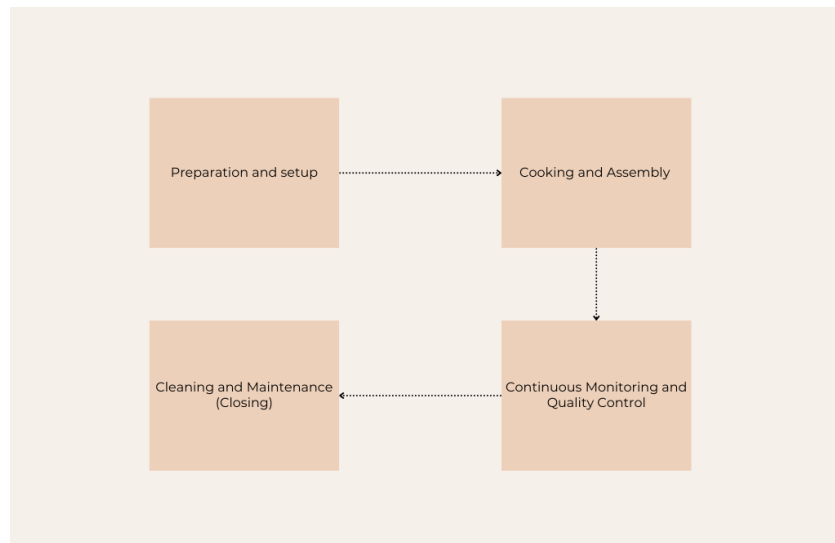 Preparation and setup
Cooking and Assembly
Continuous Monitoring and
Quality Control
Cleaning and Maintenance
(Closing)